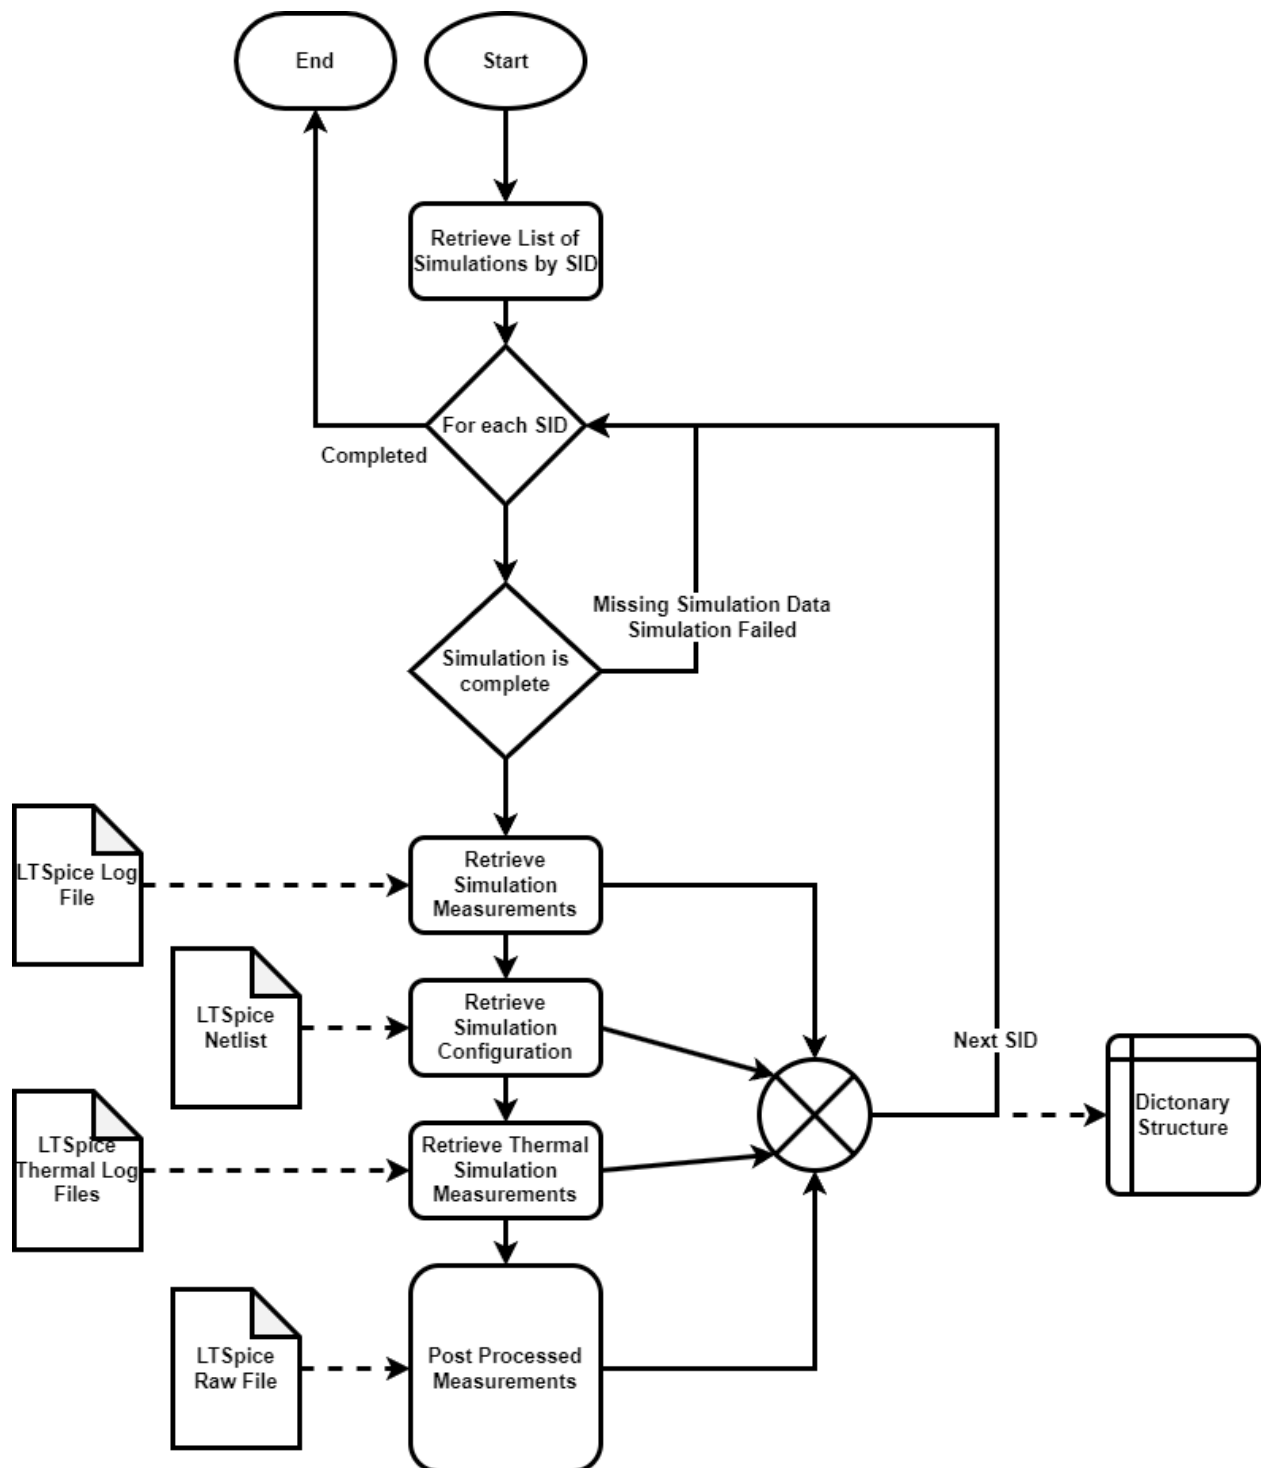 End
Start
Retrieve List of
Simulations by SID
For each SID
Completed
Missing Simulation Data
Simulation Failed
Simulation is
complete
LTSpice Log
File
Retrieve
Simulation
Measurements
LTSpice
Netlist
Retrieve
Simulation
Configuration
Next SID
Dictonary
Structure
LTSpice
Thermal Log
Files
Retrieve Thermal
Simulation
Measurements
LTSpice
Raw File
Post Processed
Measurements